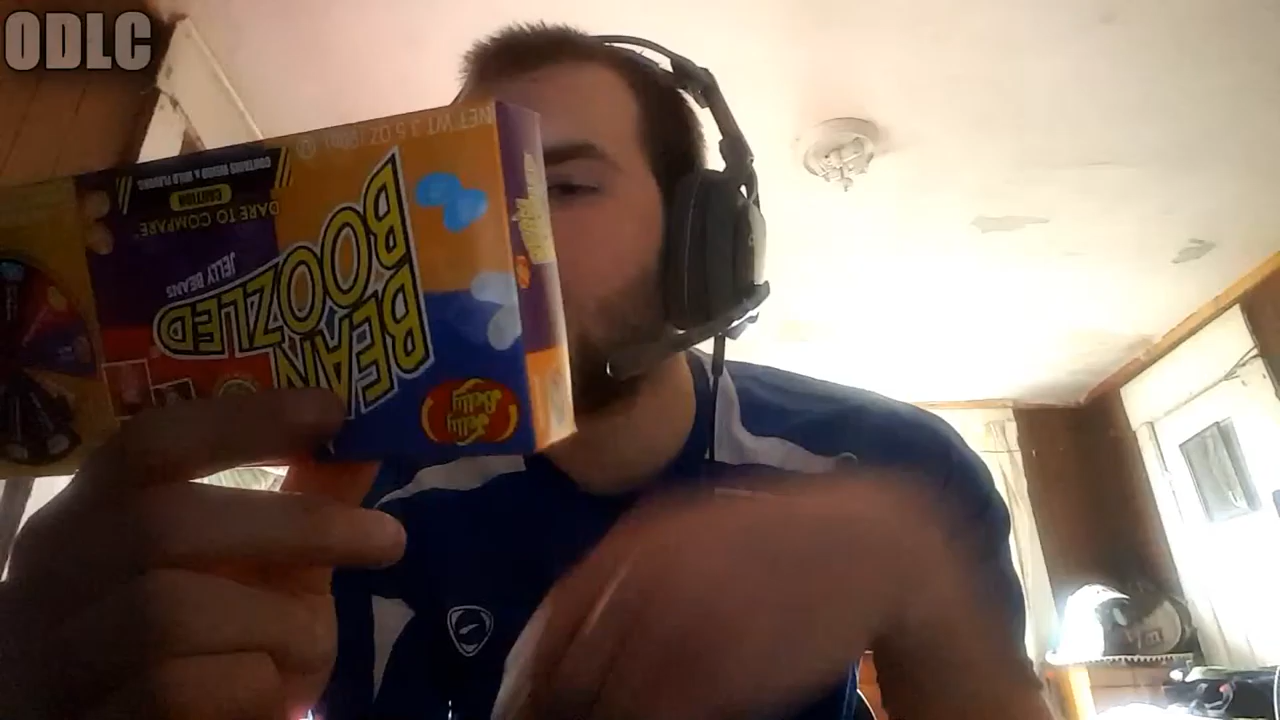 ODLC
NET WT 3.5 OZ
CONTAINS WEIRD & WILD FLAVORS
CAUTION
DARE TO COMPARE
JELLY BEANS
BEAN
BOOZLED
Jelly
Belly